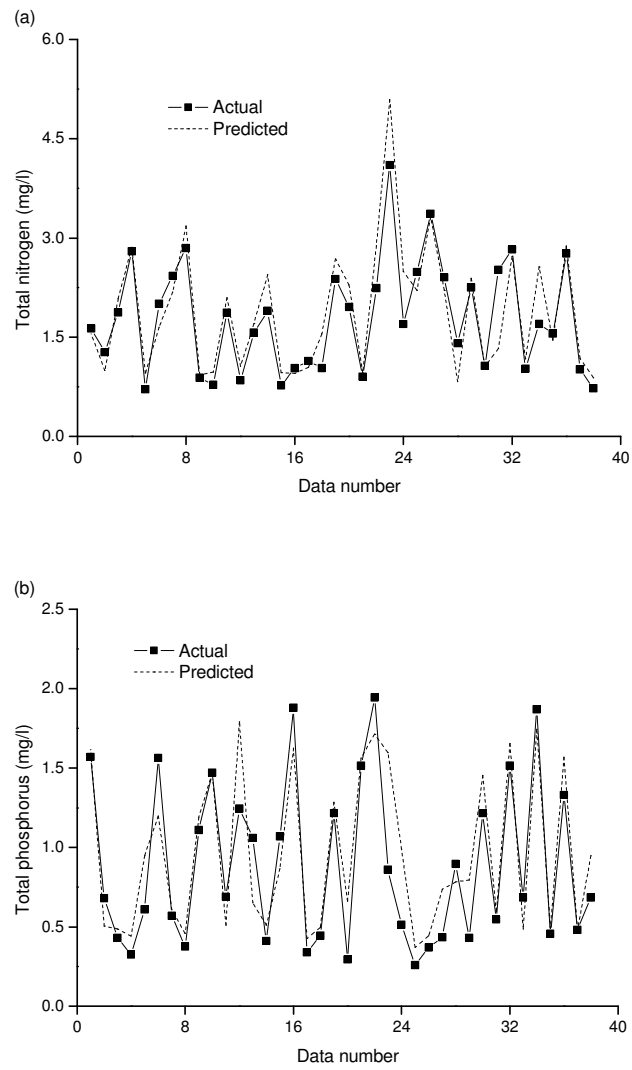 (a)
6.0
4.5
3.0
1.5
0.0
Total nitrogen (mg/l)
Actual
Predicted
0 8 16 24 32 40
Data number
(b)
2.5
2.0
1.5
1.0
0.5
0.0
Total phosphorus (mg/l)
Actual
Predicted
0 8 16 24 32 40
Data number